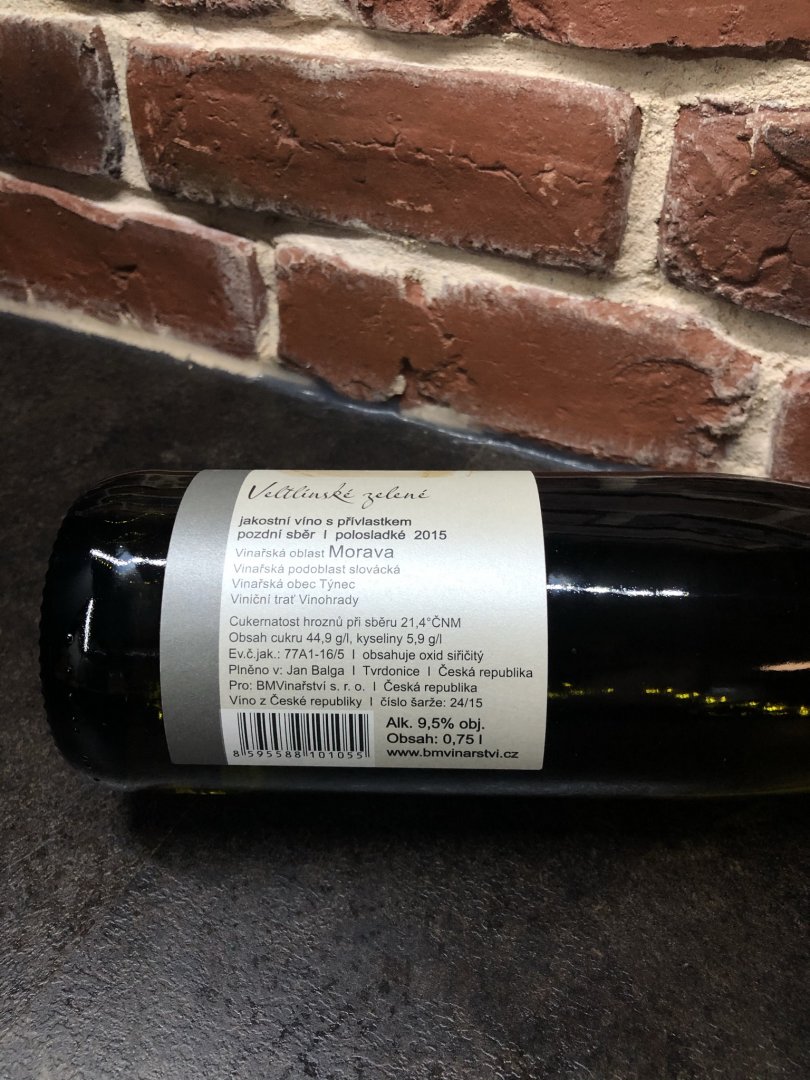 Veltlínské zelené
jakostní víno s přívlastkem
pozdní sběr | polosladké 2015
Vinařská oblast Morava
Vinařská podoblast slovácká
Vinařská obec Týnec
Viniční trať Vinohrady
Cukernatost hroznů při sběru 21,4°ČNM
Obsah cukru 44,9 g/l, kyseliny 5,9 g/l
Ev.č.jak.: 77A1-16/5 | obsahuje oxid siřičitý
Plněno v: Jan Balga | Tvrdonice | Česká republika
Pro: BMVinařství s. r. o. | Česká republika
Víno z České republiky | číslo šarže: 24/15
Alk. 9,5% obj.
Obsah: 0,75 l
www.bmvinarstvi.cz
8 595588 101055